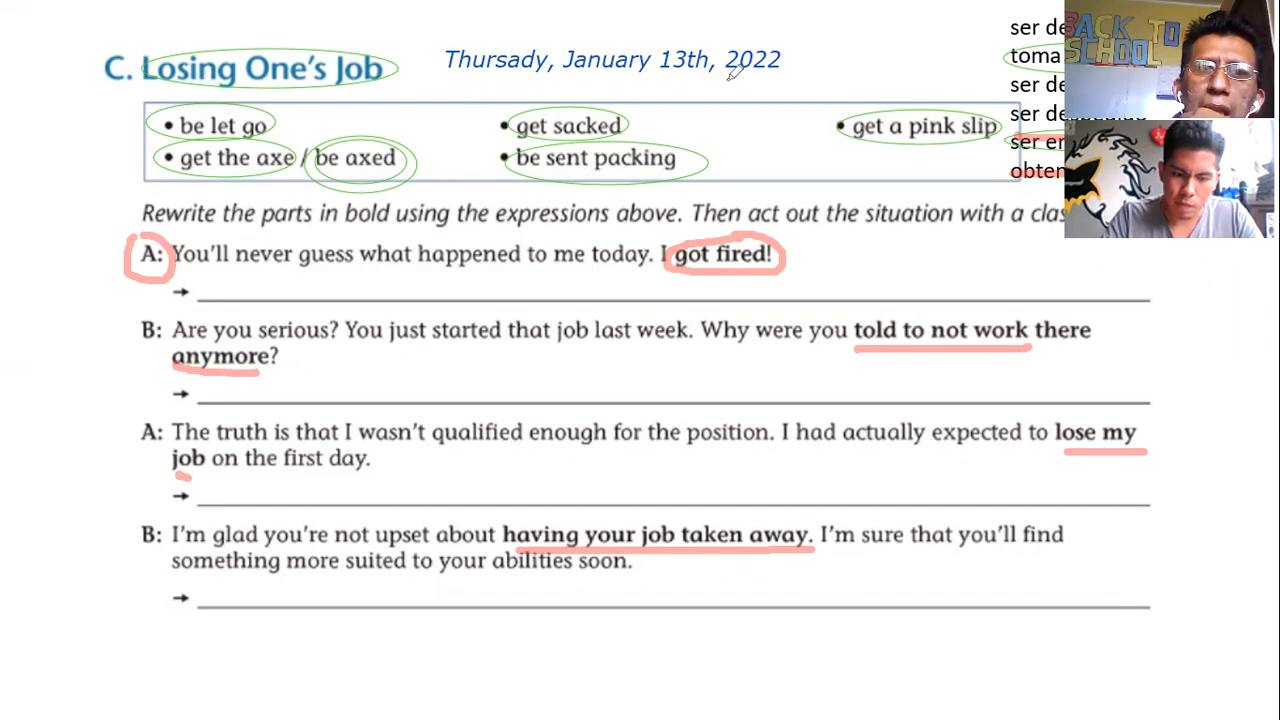 C. Losing One's Job
Thursady, January 13th, 2022
• be let go
• get sacked
• get a pink slip
• get the axe / be axed
• be sent packing
ser de
toma
ser de
ser
ser en
obten
BACK TO
SCHOOL
Rewrite the parts in bold using the expressions above. Then act out the situation with a clas
A: You'll never guess what happened to me today. I got fired!
→
B: Are you serious? You just started that job last week. Why were you told to not work there
anymore?
→
A: The truth is that I wasn't qualified enough for the position. I had actually expected to lose my
job on the first day.
→
B: I'm glad you're not upset about having your job taken away. I'm sure that you'll find
something more suited to your abilities soon.
→